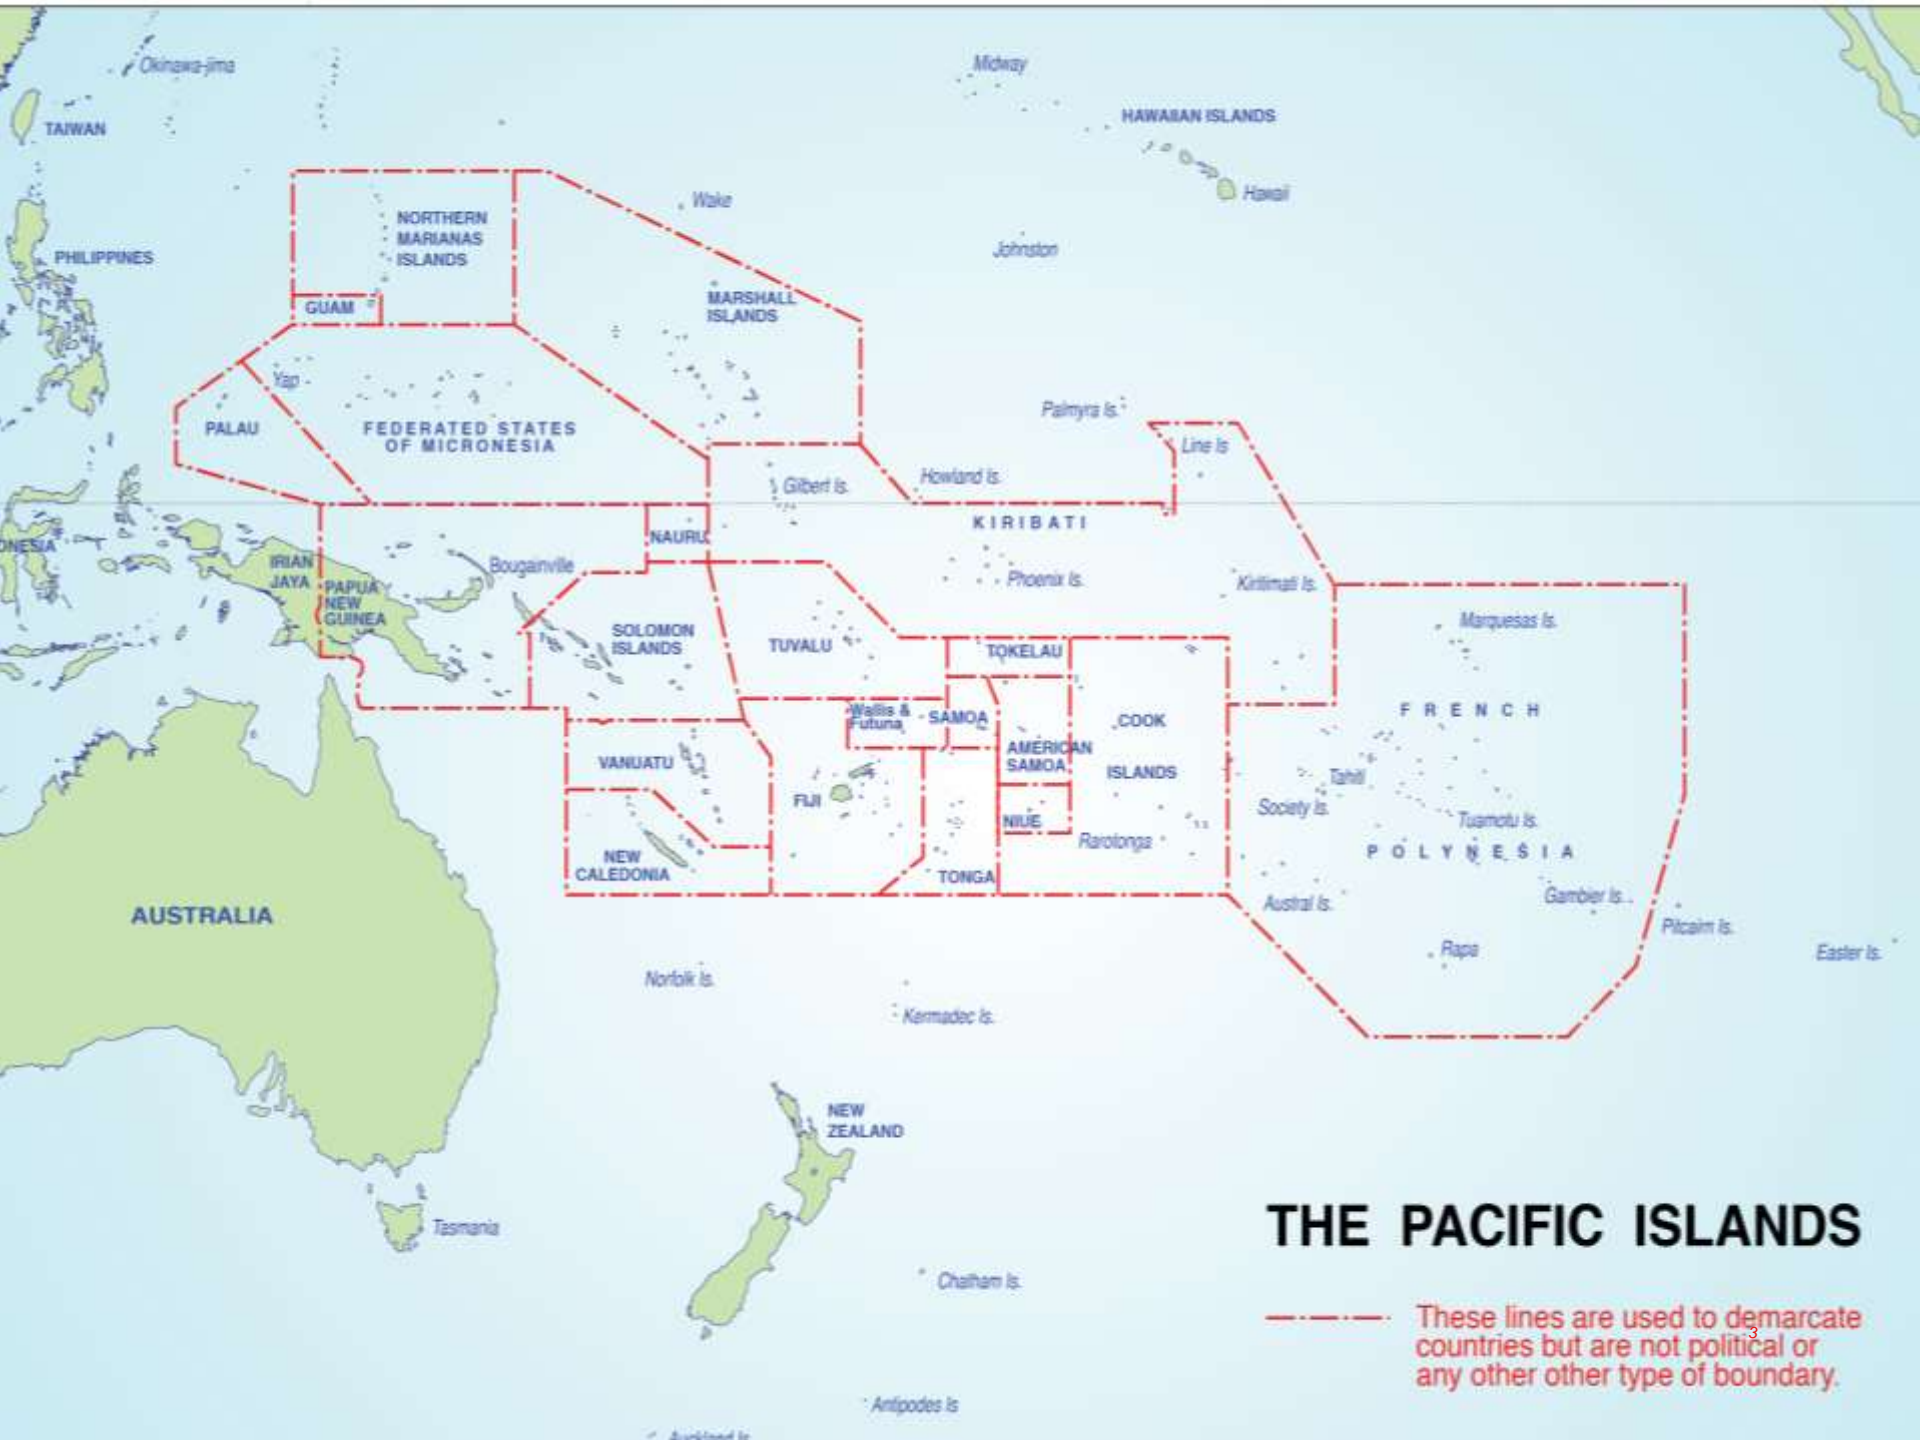 Okinawa-jima
Midway
HAWAIIAN ISLANDS
TAIWAN
Wake
Hawaii
NORTHERN
MARIANAS
ISLANDS
Johnston
PHILIPPINES
GUAM
MARSHALL
ISLANDS
Yap
Palmyra Is.
PALAU
FEDERATED STATES
OF MICRONESIA
Line Is
Gilbert Is.
Howland Is.
KIRIBATI
NAURU
ONESIA
IRIAN
JAYA
Bougainville
PAPUA
NEW
GUINEA
Phoenix Is.
Kiritimati Is.
SOLOMON
ISLANDS
TUVALU
TOKELAU
Marquesas Is.
Wallis &
Futuna
SAMOA
COOK
ISLANDS
FRENCH
VANUATU
AMERICAN
SAMOA
Tahiti
FIJI
NIUE
Society Is.
Tuamotu Is.
Rarotonga
POLYNESIA
NEW
CALEDONIA
TONGA
Austral Is.
Gambier Is.
AUSTRALIA
Pitcairn Is.
Rapa
Easter Is.
Norfolk Is.
Kermadec Is.
NEW
ZEALAND
Tasmania
THE PACIFIC ISLANDS
Chatham Is.
These lines are used to demarcate
3
countries but are not political or
any other other type of boundary.
Antipodes Is
Auckland Is